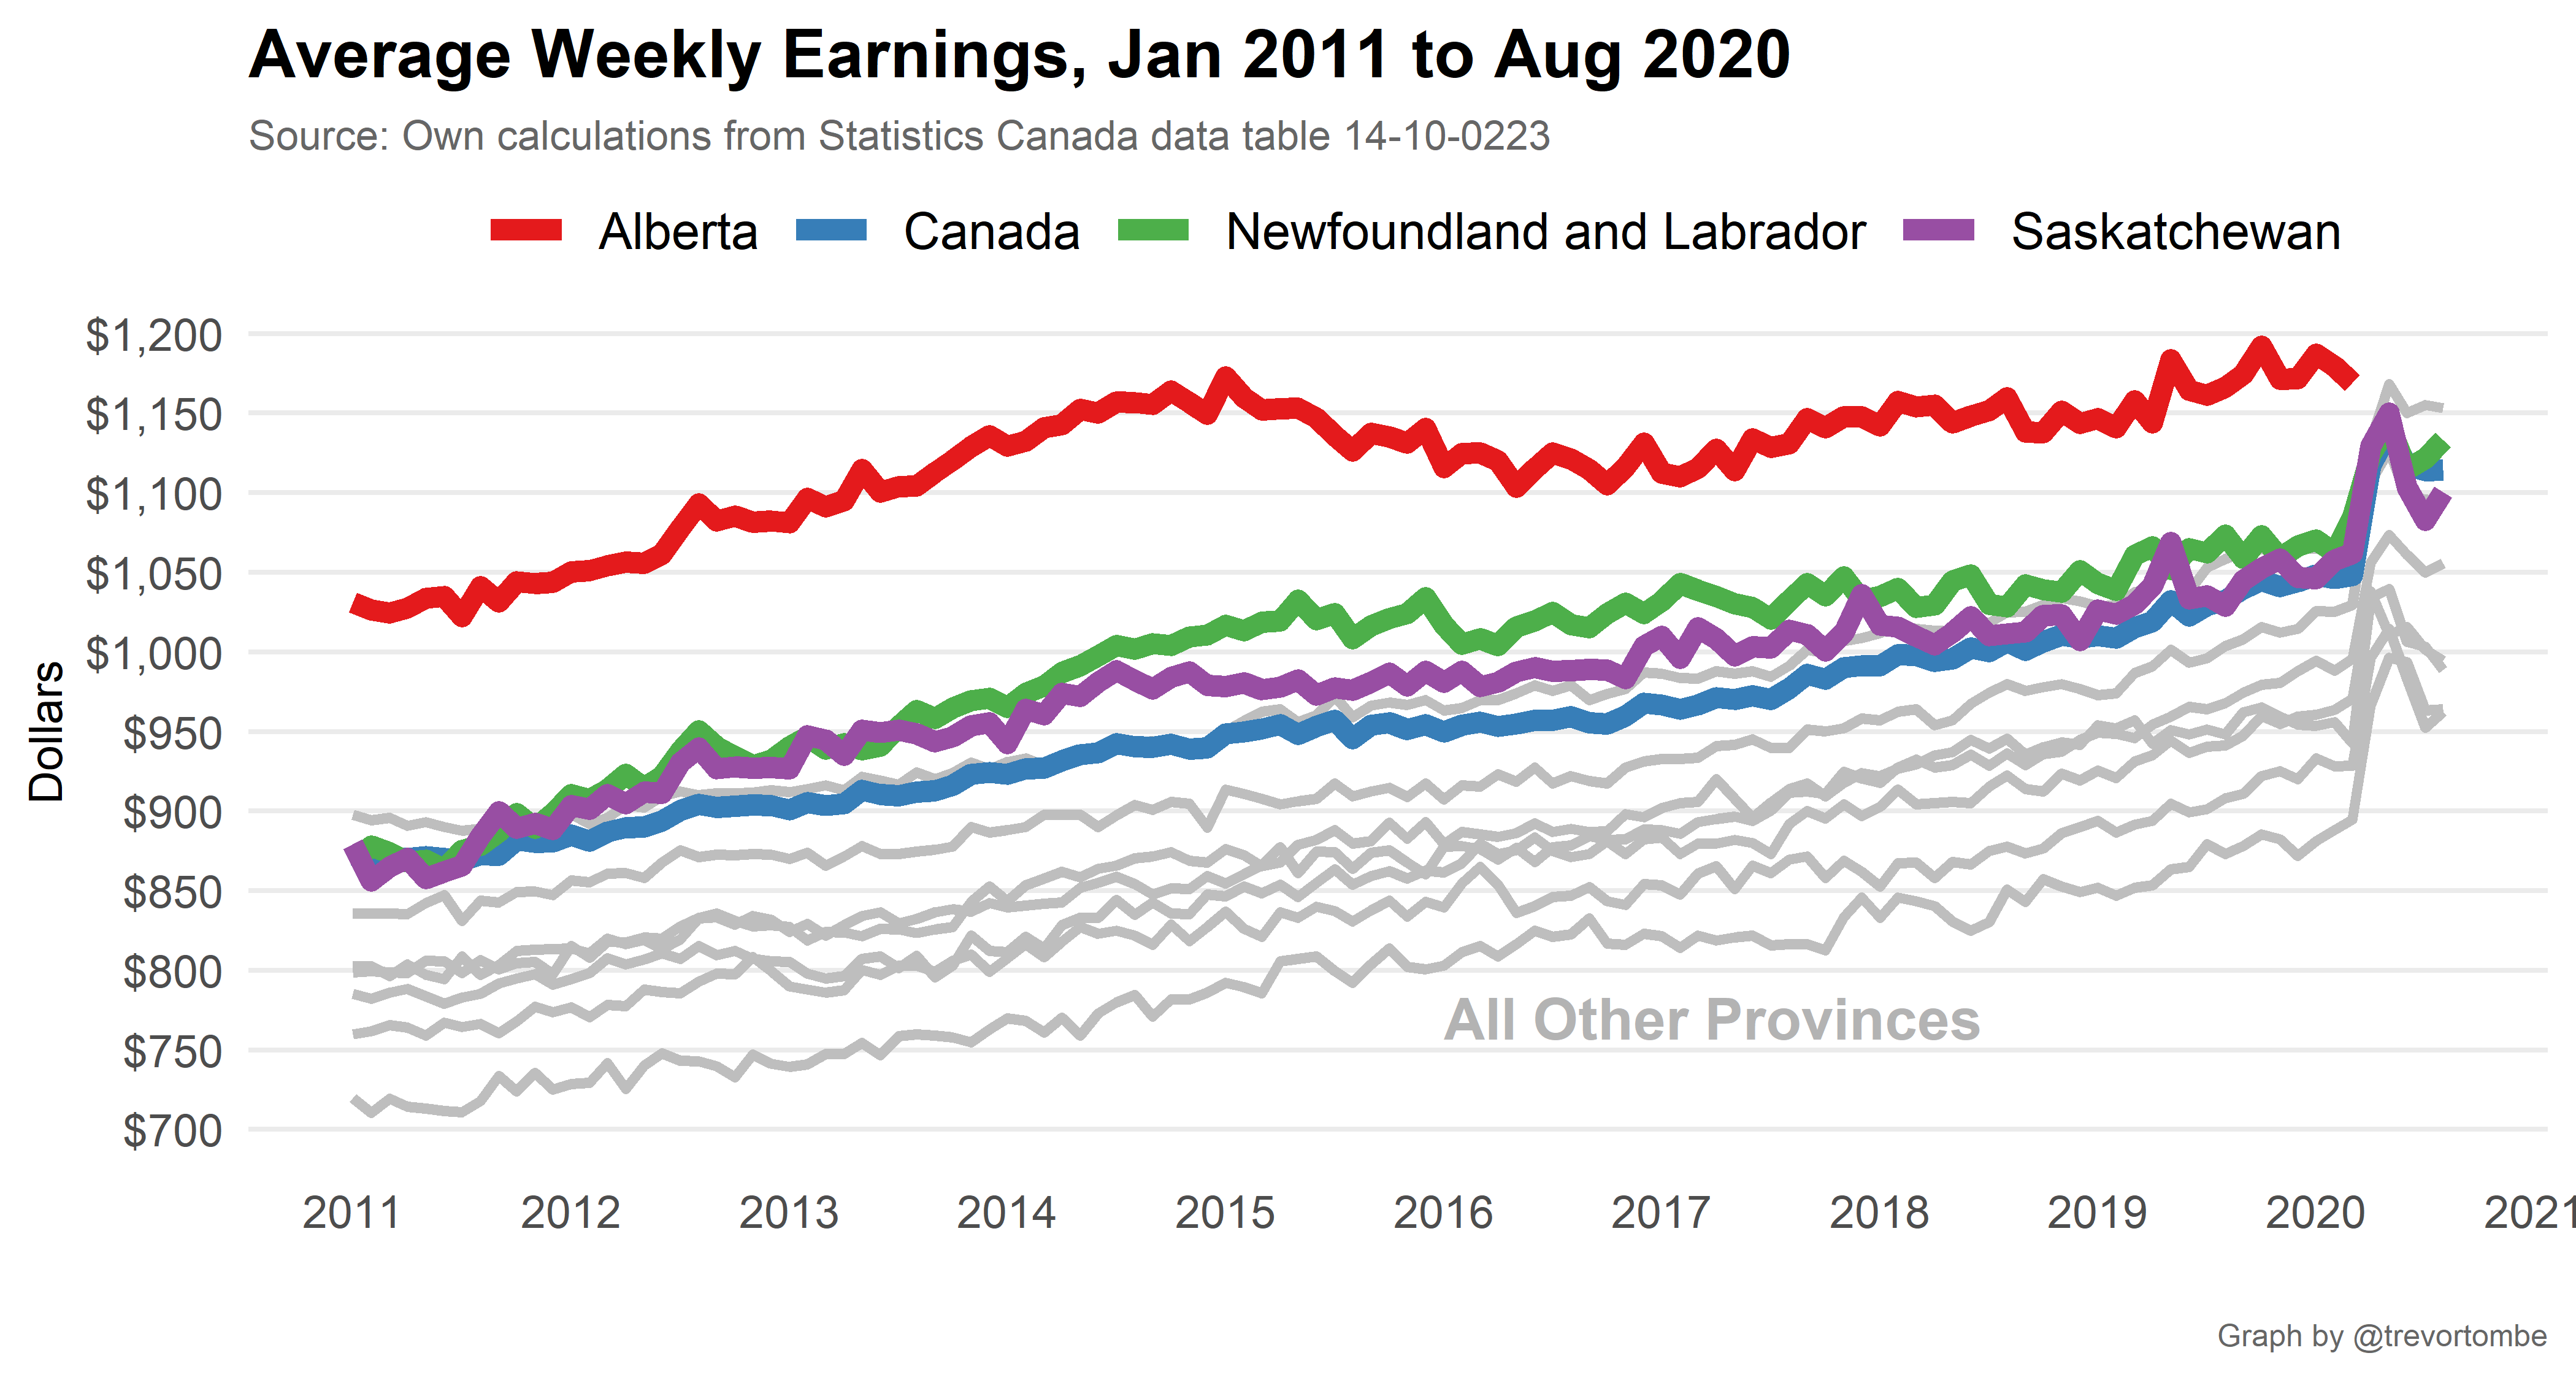 Average Weekly Earnings, Jan 2011 to Aug 2020
Source: Own calculations from Statistics Canada data table 14-10-0223
Alberta Canada Newfoundland and Labrador Saskatchewan
$1,200
$1,150
$1,100
$1,050
$1,000
$950
$900
$850
$800
$750
$700
Dollars
All Other Provinces
2011 2012 2013 2014 2015 2016 2017 2018 2019 2020 2021
Graph by @trevortombe